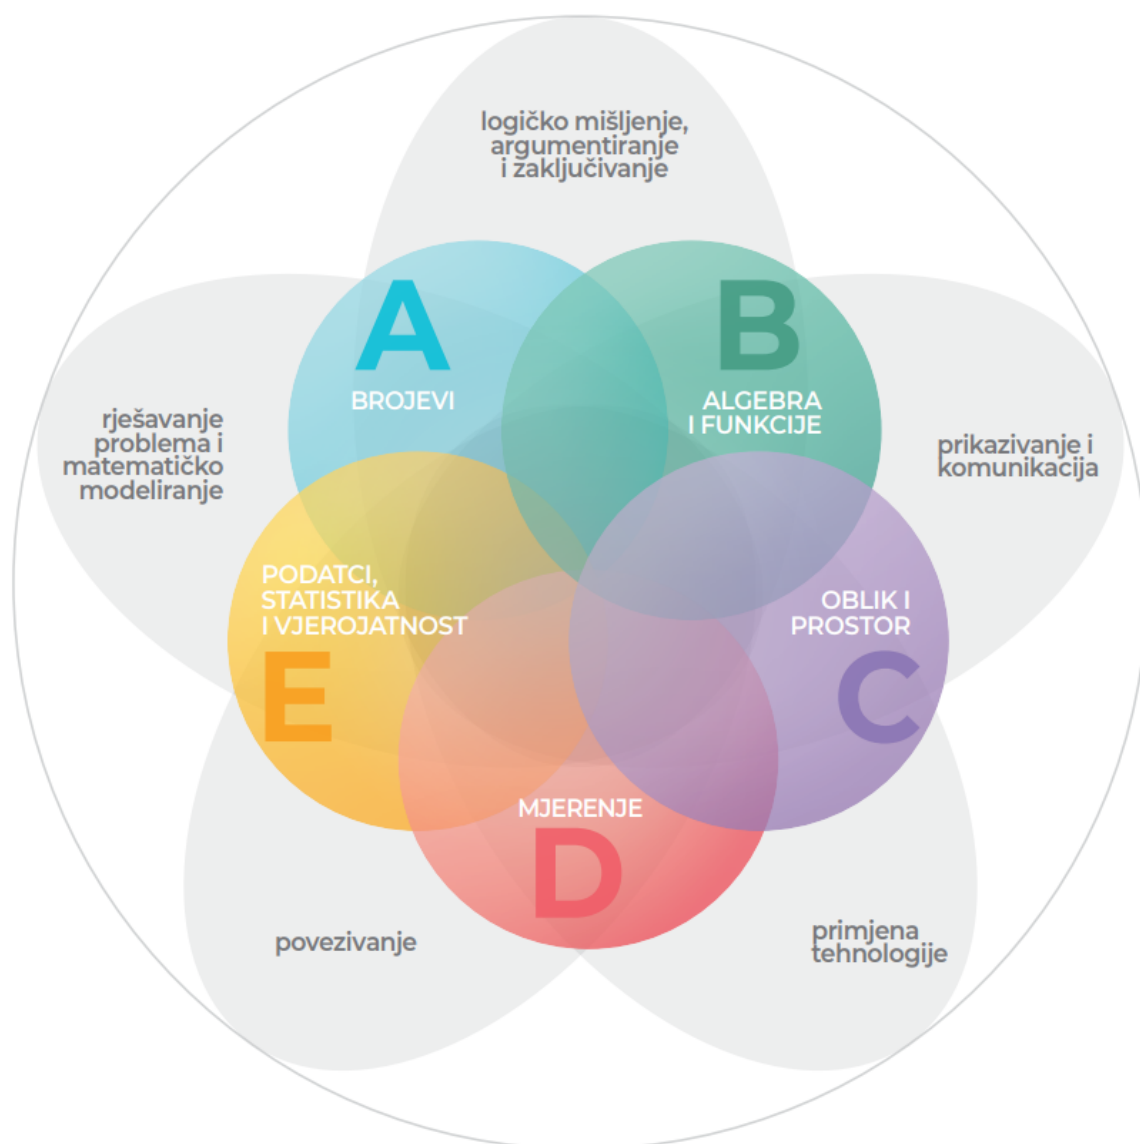 logičko mišljenje,
argumentiranje
i zaključivanje
A
BROJEVI
B
ALGEBRA
I FUNKCIJE
rješavanje
problema i
matematičko
modeliranje
prikazivanje i
komunikacija
PODATCI,
STATISTIKA
I VJEROJATNOST
E
OBLIK I
PROSTOR
C
MJERENJE
D
povezivanje
primjena
tehnologije